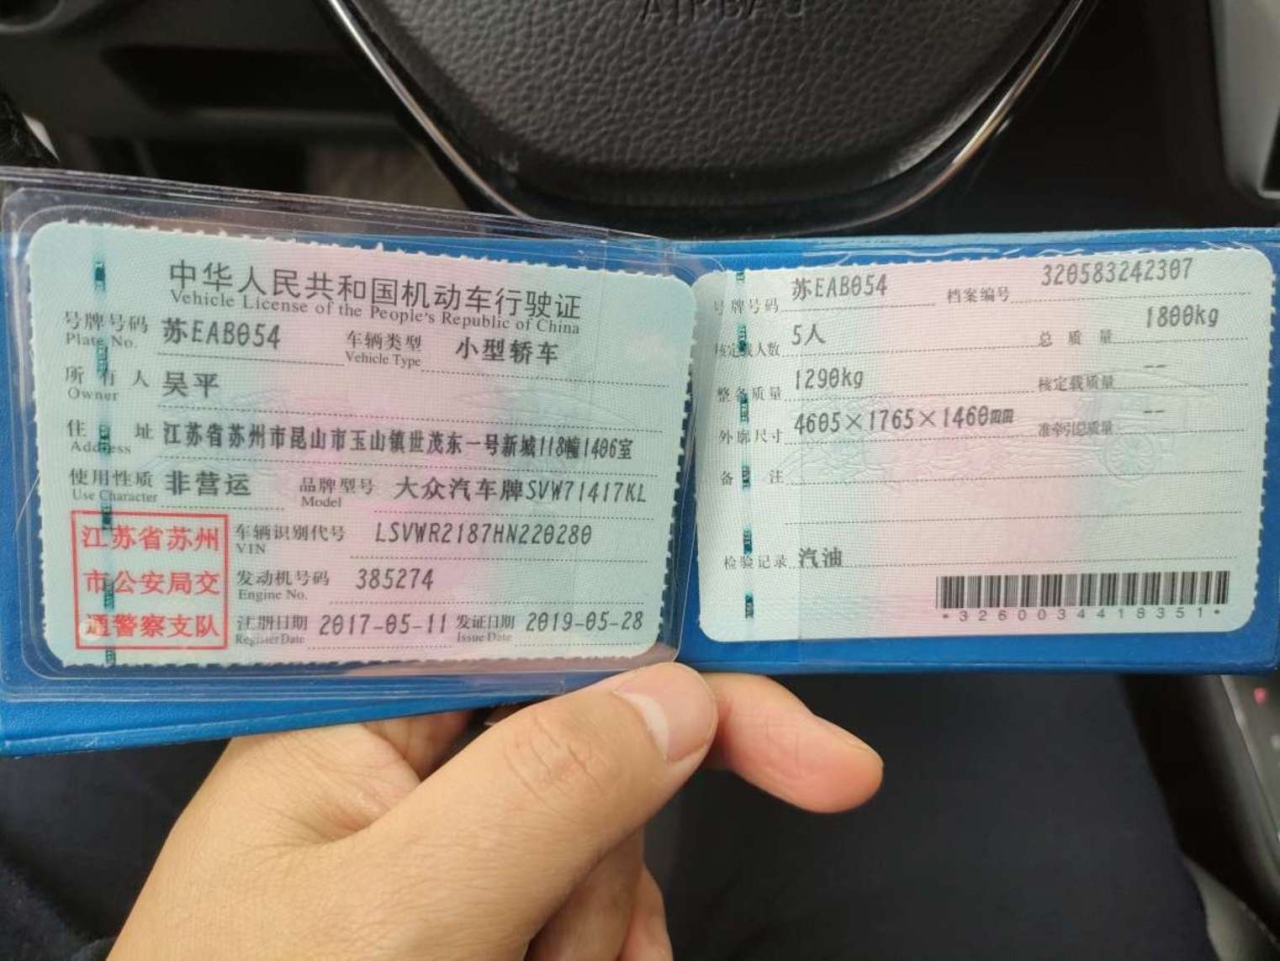 AIRBAG
中华人民共和国机动车行驶证
Vehicle License of the People's Republic of China
号牌号码 苏EAB054 车辆类型 小型轿车
Plate No. Vehicle Type
所有人 吴平
Owner
住址 江苏省苏州市昆山市玉山镇世茂东一号新城118幢1406室
Address
使用性质 非营运 品牌型号 大众汽车牌SVW71417KL
Use Character Model
江苏省苏州
市公安局交
通警察支队
车辆识别代号 LSVWR2187HN220280
VIN
发动机号码 385274
Engine No.
注册日期 2017-05-11 发证日期 2019-05-28
Register Date Issue Date
号牌号码 苏EAB054 档案编号 320583242307
核定载人数 5人 总质量 1800kg
整备质量 1290kg 核定载质量 --
外廓尺寸 4605×1765×1460mm 准牵引总质量 --
备注
检验记录 汽油
*3260034418351*